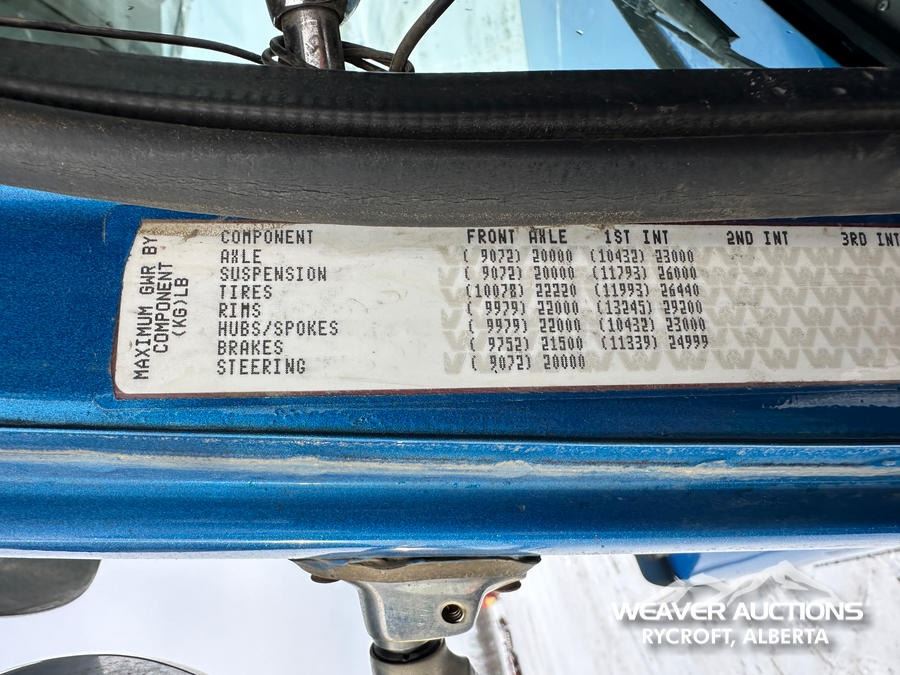 MAXIMUM GWR BY
COMPONENT
(KG)LB
COMPONENT FRONT AXLE 1ST INT 2ND INT 3RD INT
AXLE ( 9072) 20000 (10432) 23000
SUSPENSION ( 9072) 20000 (11793) 26000
TIRES (10078) 22220 (11993) 26440
RIMS ( 9979) 22000 (13245) 29200
HUBS/SPOKES ( 9979) 22000 (10432) 23000
BRAKES ( 9752) 21500 (11339) 24999
STEERING ( 9072) 20000
WEAVER AUCTIONS
RYCROFT, ALBERTA